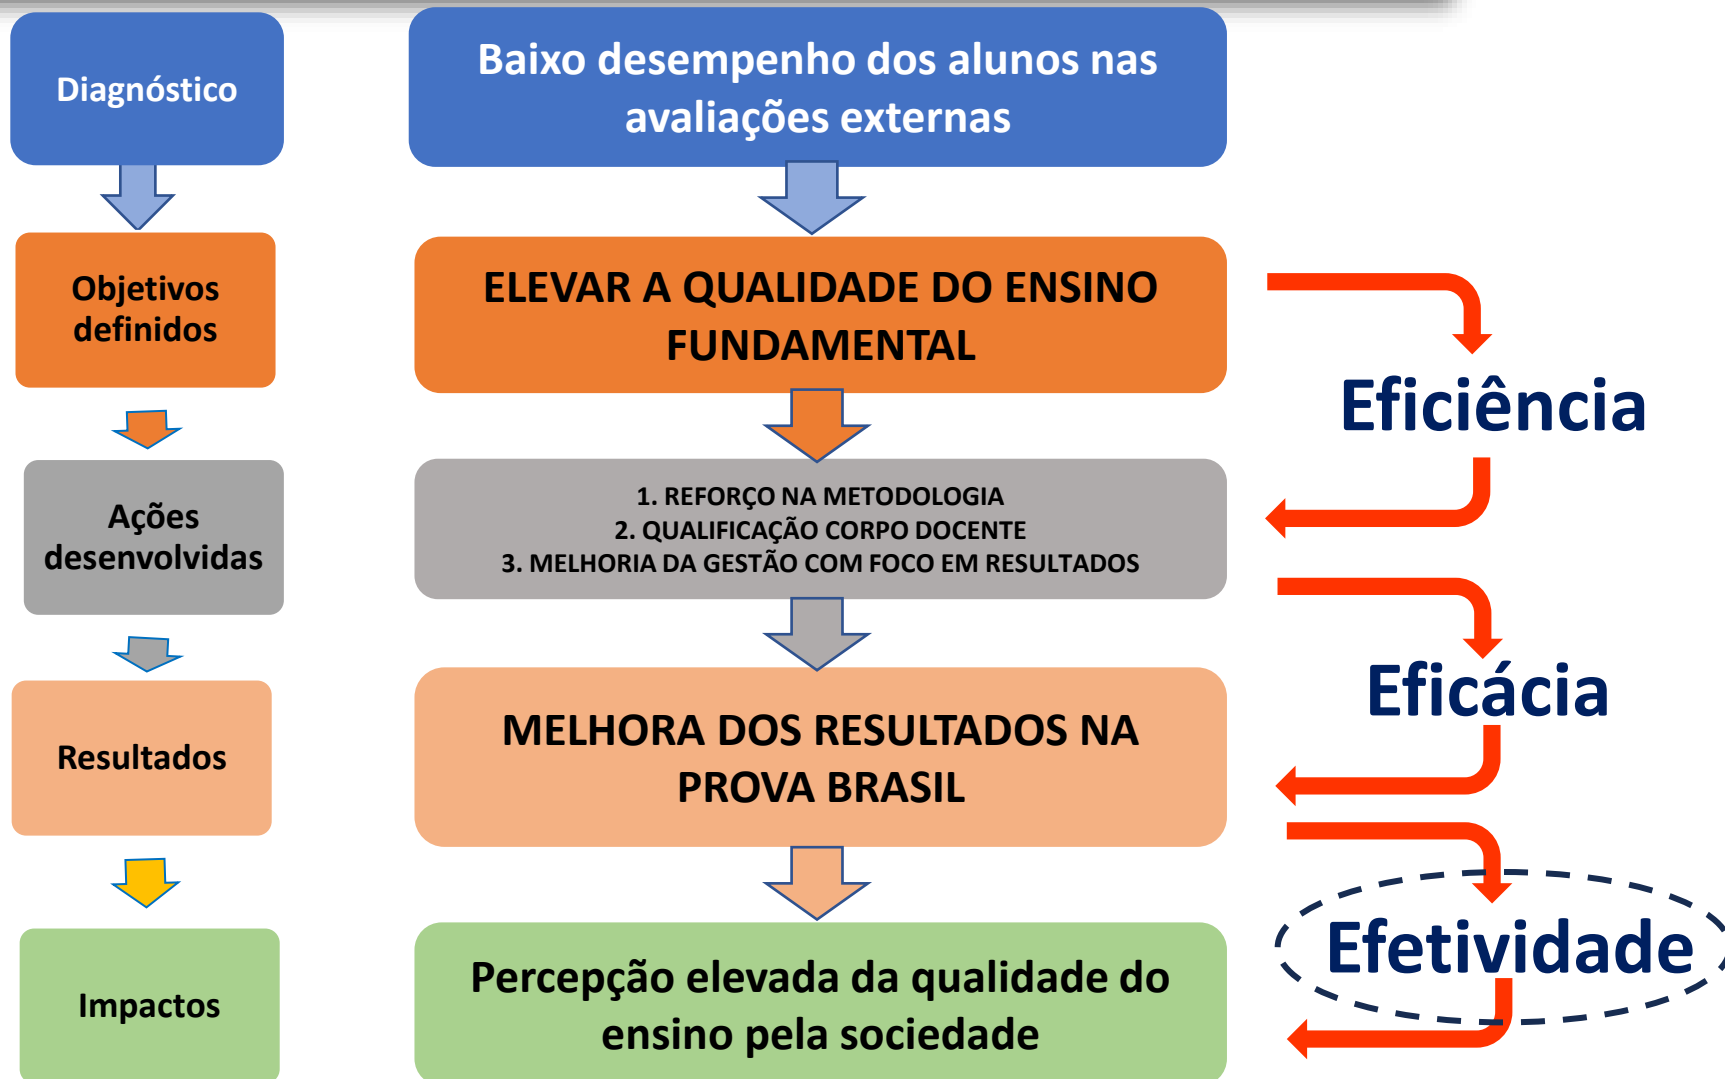 Diagnóstico
Baixo desempenho dos alunos nas
avaliações externas
Objetivos
definidos
ELEVAR A QUALIDADE DO ENSINO
FUNDAMENTAL
Eficiência
Ações
desenvolvidas
1. REFORÇO NA METODOLOGIA
2. QUALIFICAÇÃO CORPO DOCENTE
3. MELHORIA DA GESTÃO COM FOCO EM RESULTADOS
Eficácia
Resultados
MELHORA DOS RESULTADOS NA
PROVA BRASIL
Efetividade
Impactos
Percepção elevada da qualidade do
ensino pela sociedade